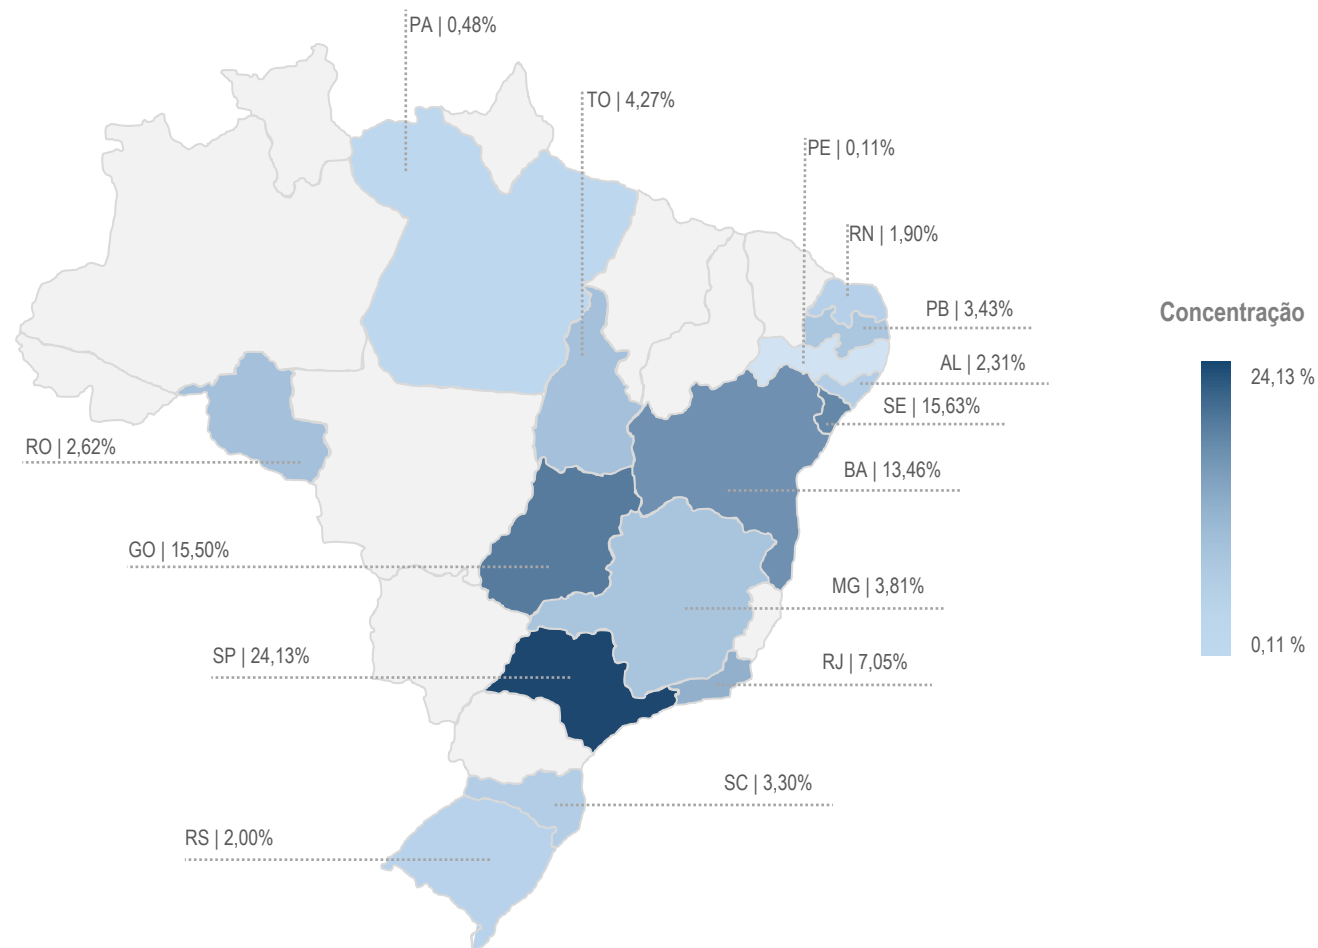 PA | 0,48%
TO | 4,27%
PE | 0,11%
RN | 1,90%
PB | 3,43%
Concentração
AL | 2,31%
24,13 %
SE | 15,63%
RO | 2,62%
BA | 13,46%
GO | 15,50%
MG | 3,81%
0,11 %
SP | 24,13%
RJ | 7,05%
SC | 3,30%
RS | 2,00%